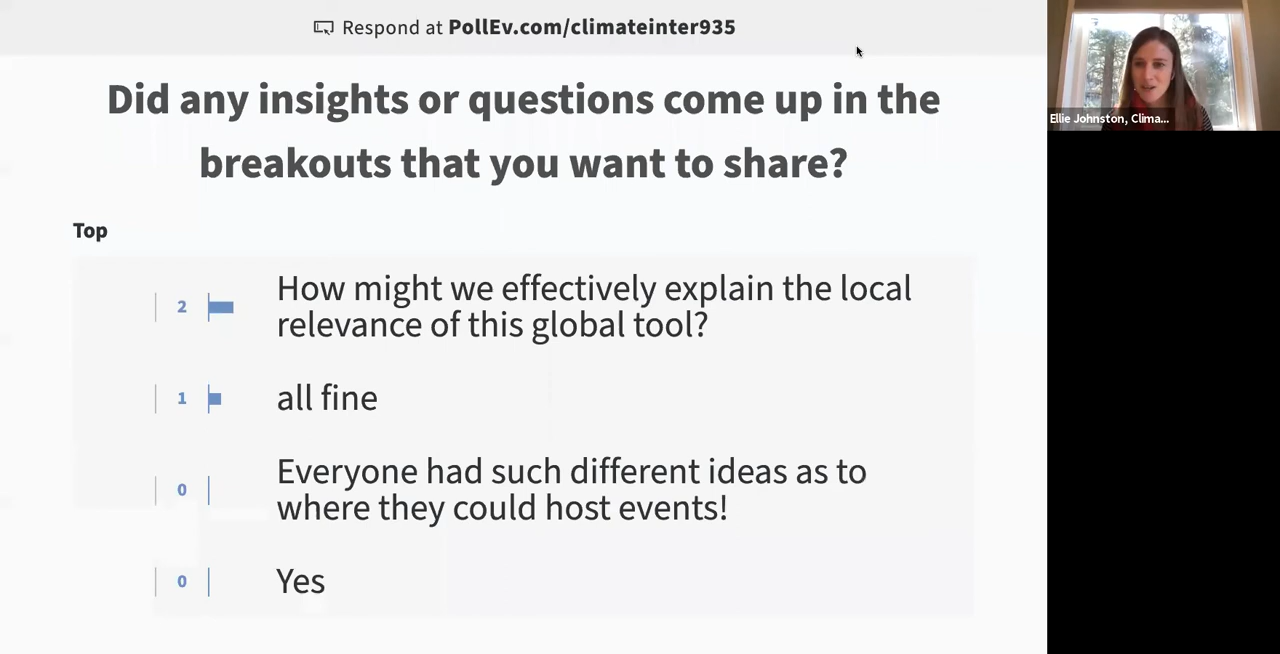 Respond at PollEv.com/climateinter935
Did any insights or questions come up in the
breakouts that you want to share?
Top
2
How might we effectively explain the local
relevance of this global tool?
1
all fine
0
Everyone had such different ideas as to
where they could host events!
0
Yes
Ellie Johnston, Clima...